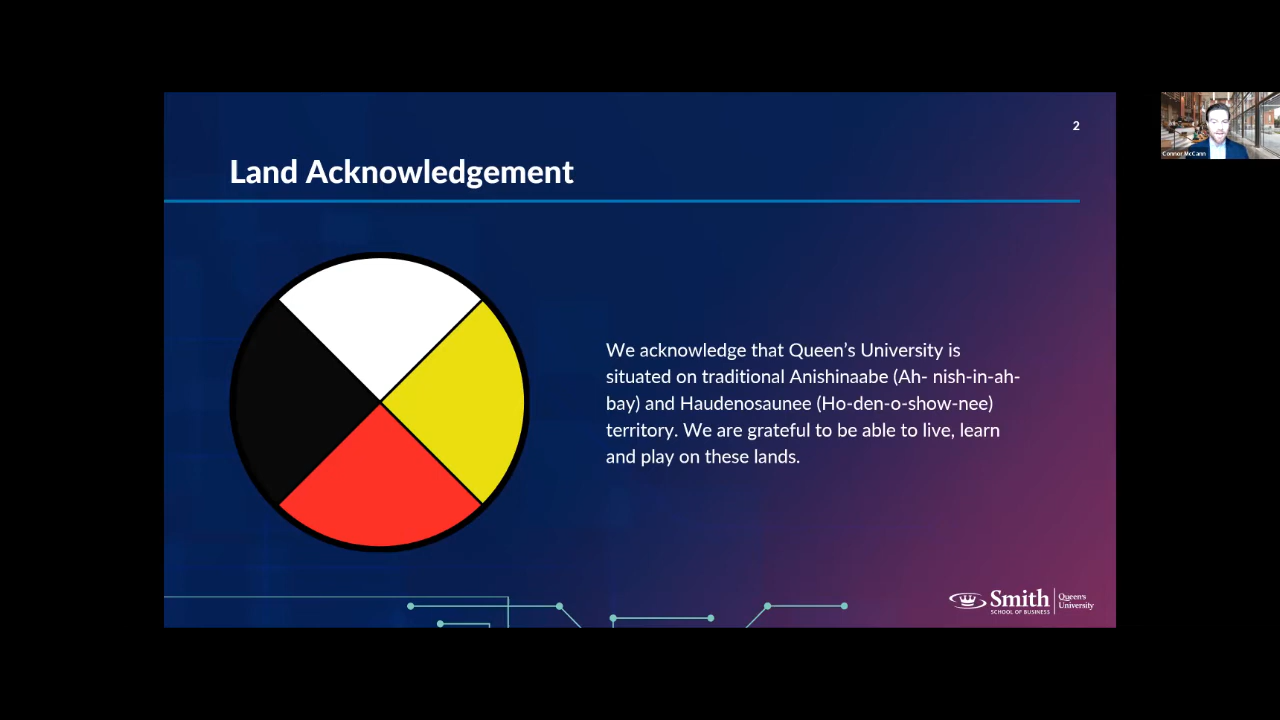 2
Connor McCann
Land Acknowledgement
We acknowledge that Queen’s University is
situated on traditional Anishinaabe (Ah- nish-in-ah-
bay) and Haudenosaunee (Ho-den-o-show-nee)
territory. We are grateful to be able to live, learn
and play on these lands.
Smith
SCHOOL OF BUSINESS
Queen's
University